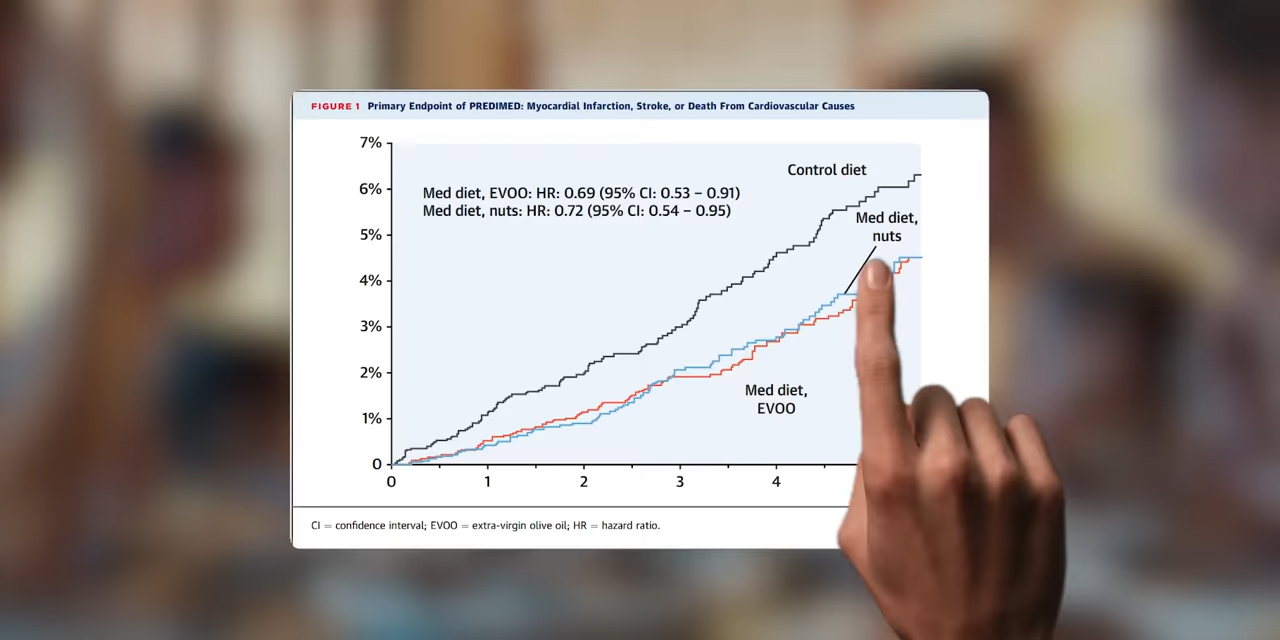 FIGURE 1 Primary Endpoint of PREDIMED: Myocardial Infarction, Stroke, or Death From Cardiovascular Causes
7%
Control diet
6%
Med diet, EVOO: HR: 0.69 (95% CI: 0.53 – 0.91)
Med diet, nuts: HR: 0.72 (95% CI: 0.54 – 0.95)
Med diet,
nuts
5%
4%
3%
2%
Med diet,
EVOO
1%
0
0 1 2 3 4
CI = confidence interval; EVOO = extra-virgin olive oil; HR = hazard ratio.